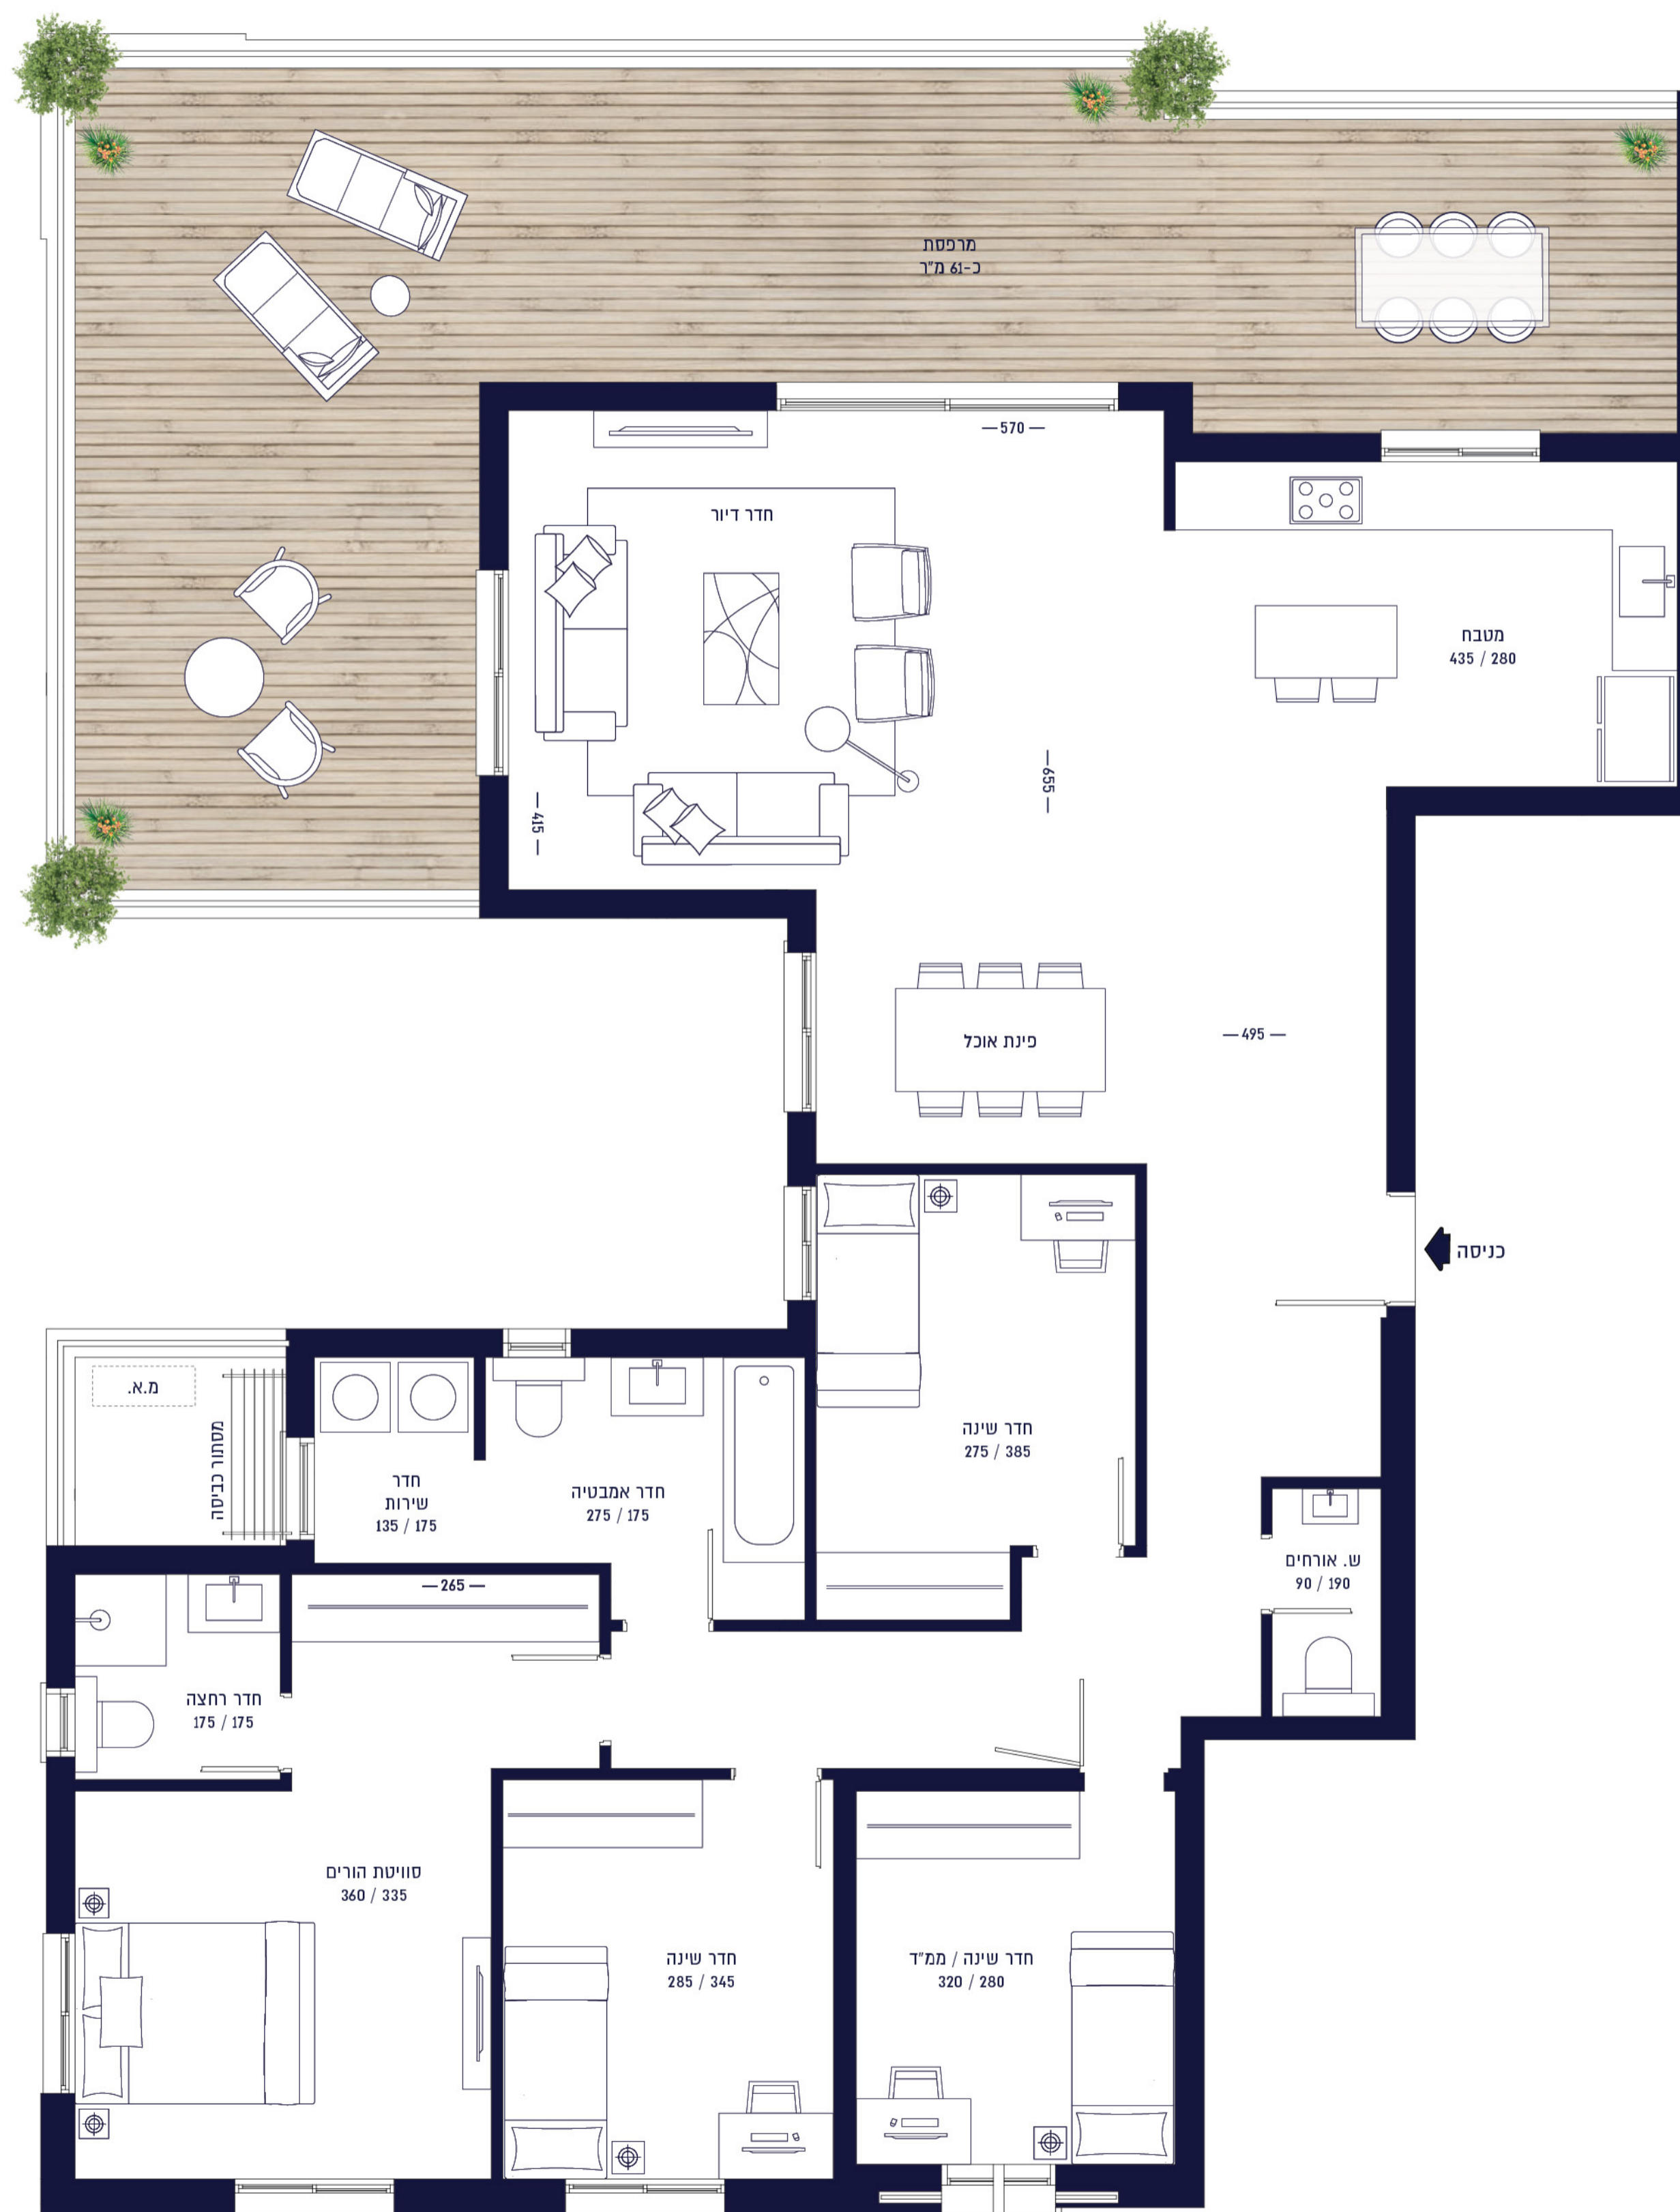 מרפסת
כ-61 מ"ר
—570—
חדר דיור
מטבח
435 / 280
—655—
—415—
פינת אוכל
—495—
כניסה
מ.א.
מסתור כביסה
חדר
שירות
135 / 175
חדר אמבטיה
275 / 175
חדר שינה
275 / 385
ש. אורחים
90 / 190
—265—
חדר רחצה
175 / 175
סוויטת הורים
360 / 335
חדר שינה
285 / 345
חדר שינה / ממ"ד
320 / 280